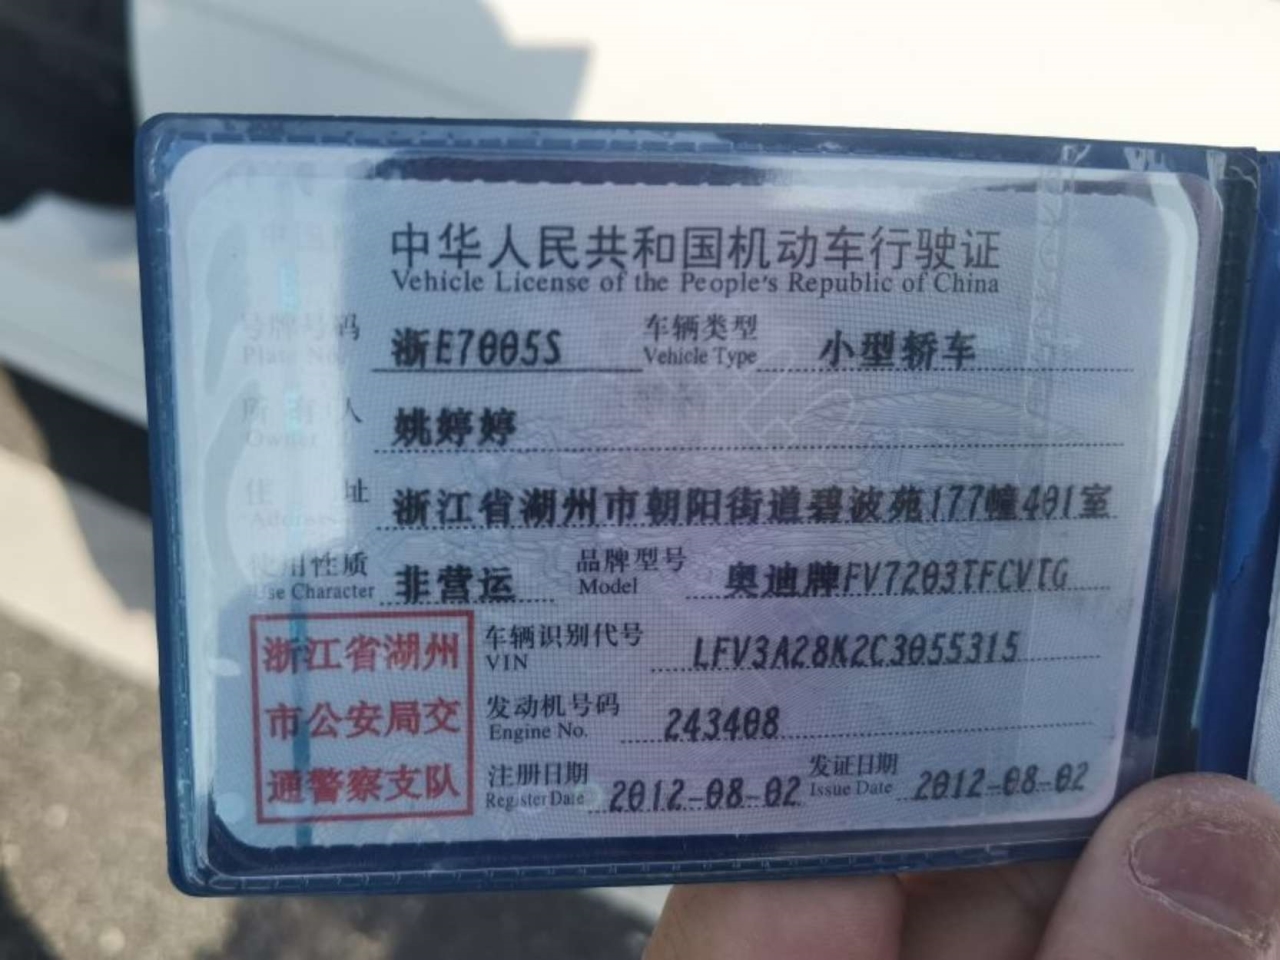 中华人民共和国机动车行驶证
Vehicle License of the People's Republic of China
号牌号码 浙E7005S 车辆类型 小型轿车
Plate No. Vehicle Type
所有人 姚婷婷
Owner
住址 浙江省湖州市朝阳街道碧波苑177幢401室
Address
使用性质 非营运 品牌型号 奥迪牌FV7203TFCVTG
Use Character Model
浙江省湖州
市公安局交
通警察支队
车辆识别代号 LFV3A28K2C3055315
VIN
发动机号码 243408
Engine No.
注册日期 2012-08-02 发证日期 2012-08-02
Register Date Issue Date